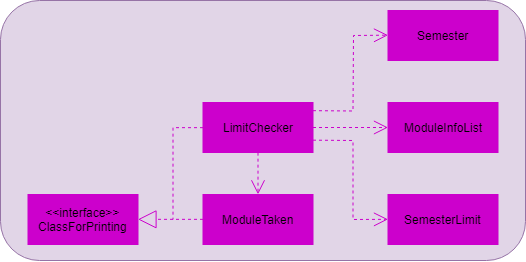 Semester
LimitChecker
ModuleInfoList
<<interface>>
ClassForPrinting
ModuleTaken
SemesterLimit